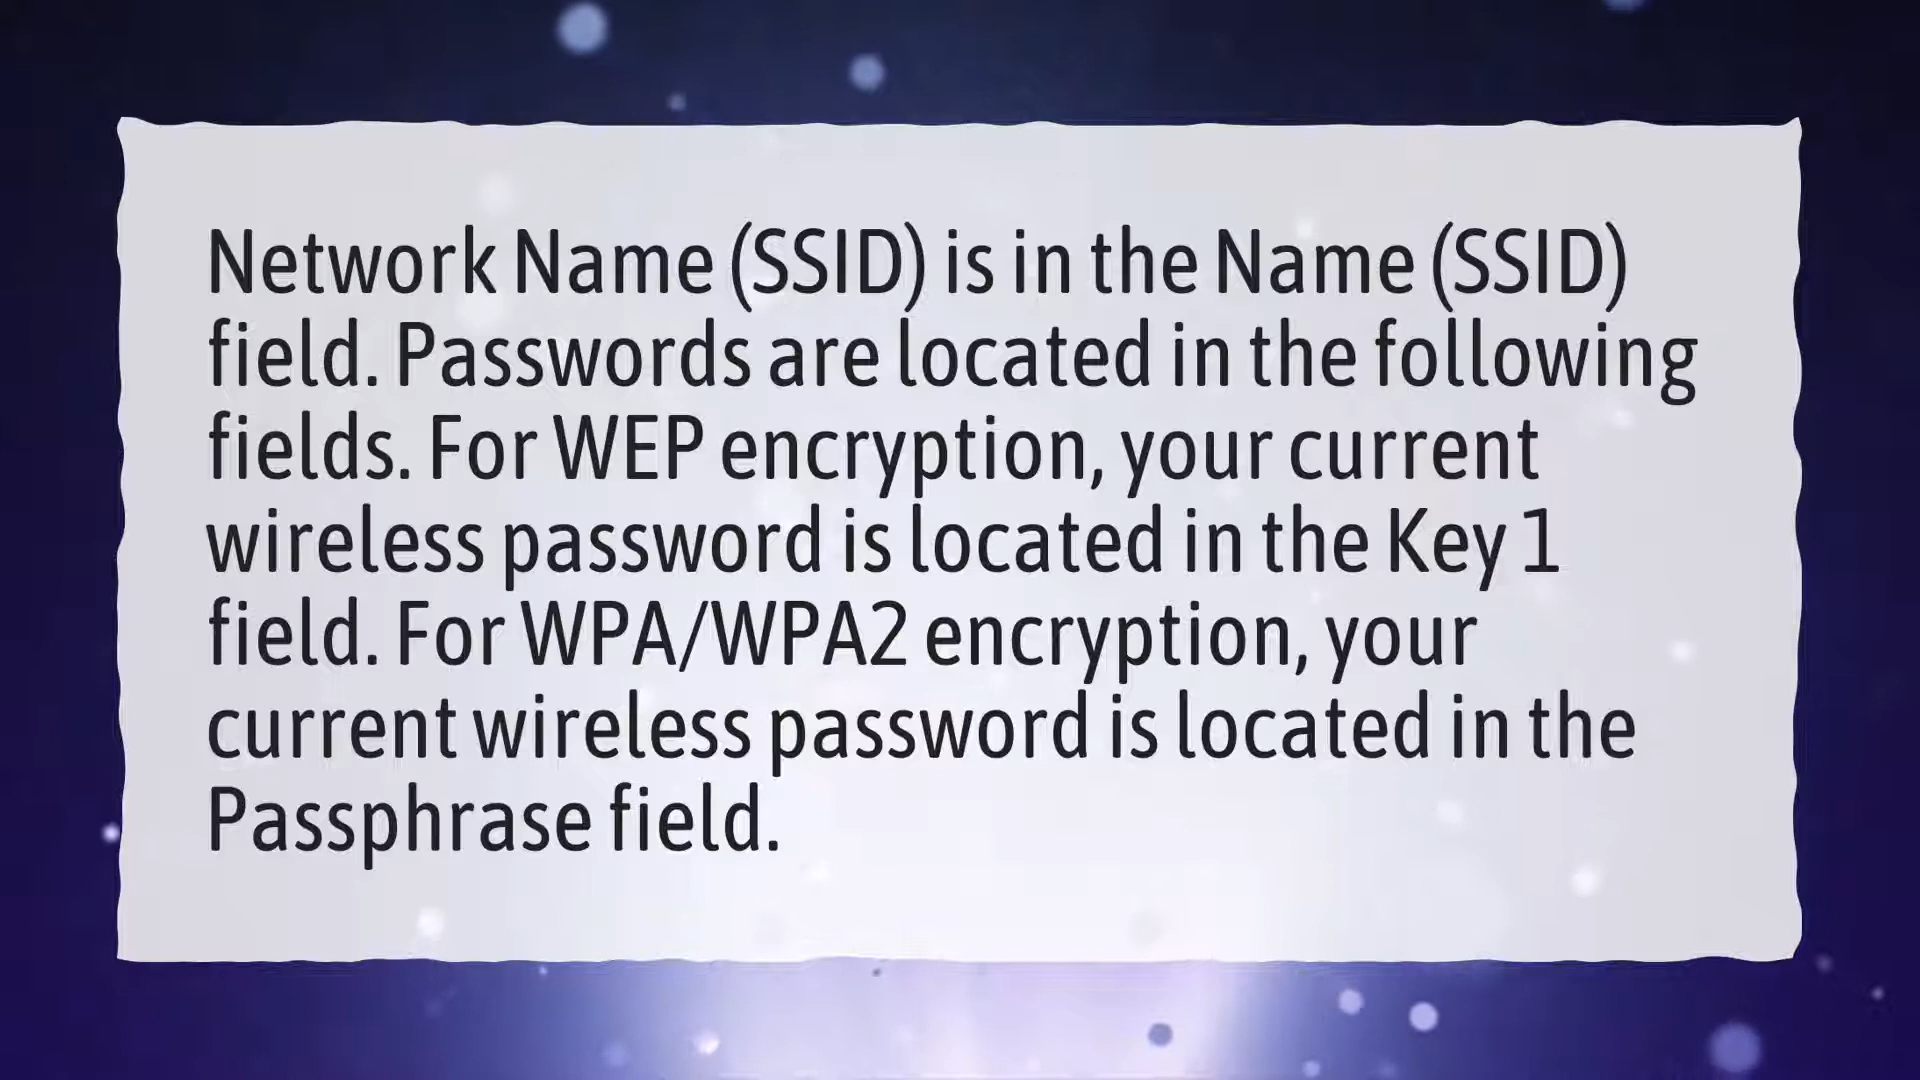 Network Name (SSID) is in the Name (SSID)
field. Passwords are located in the following
fields. For WEP encryption, your current
wireless password is located in the Key 1
field. For WPA/WPA2 encryption, your
current wireless password is located in the
Passphrase field.